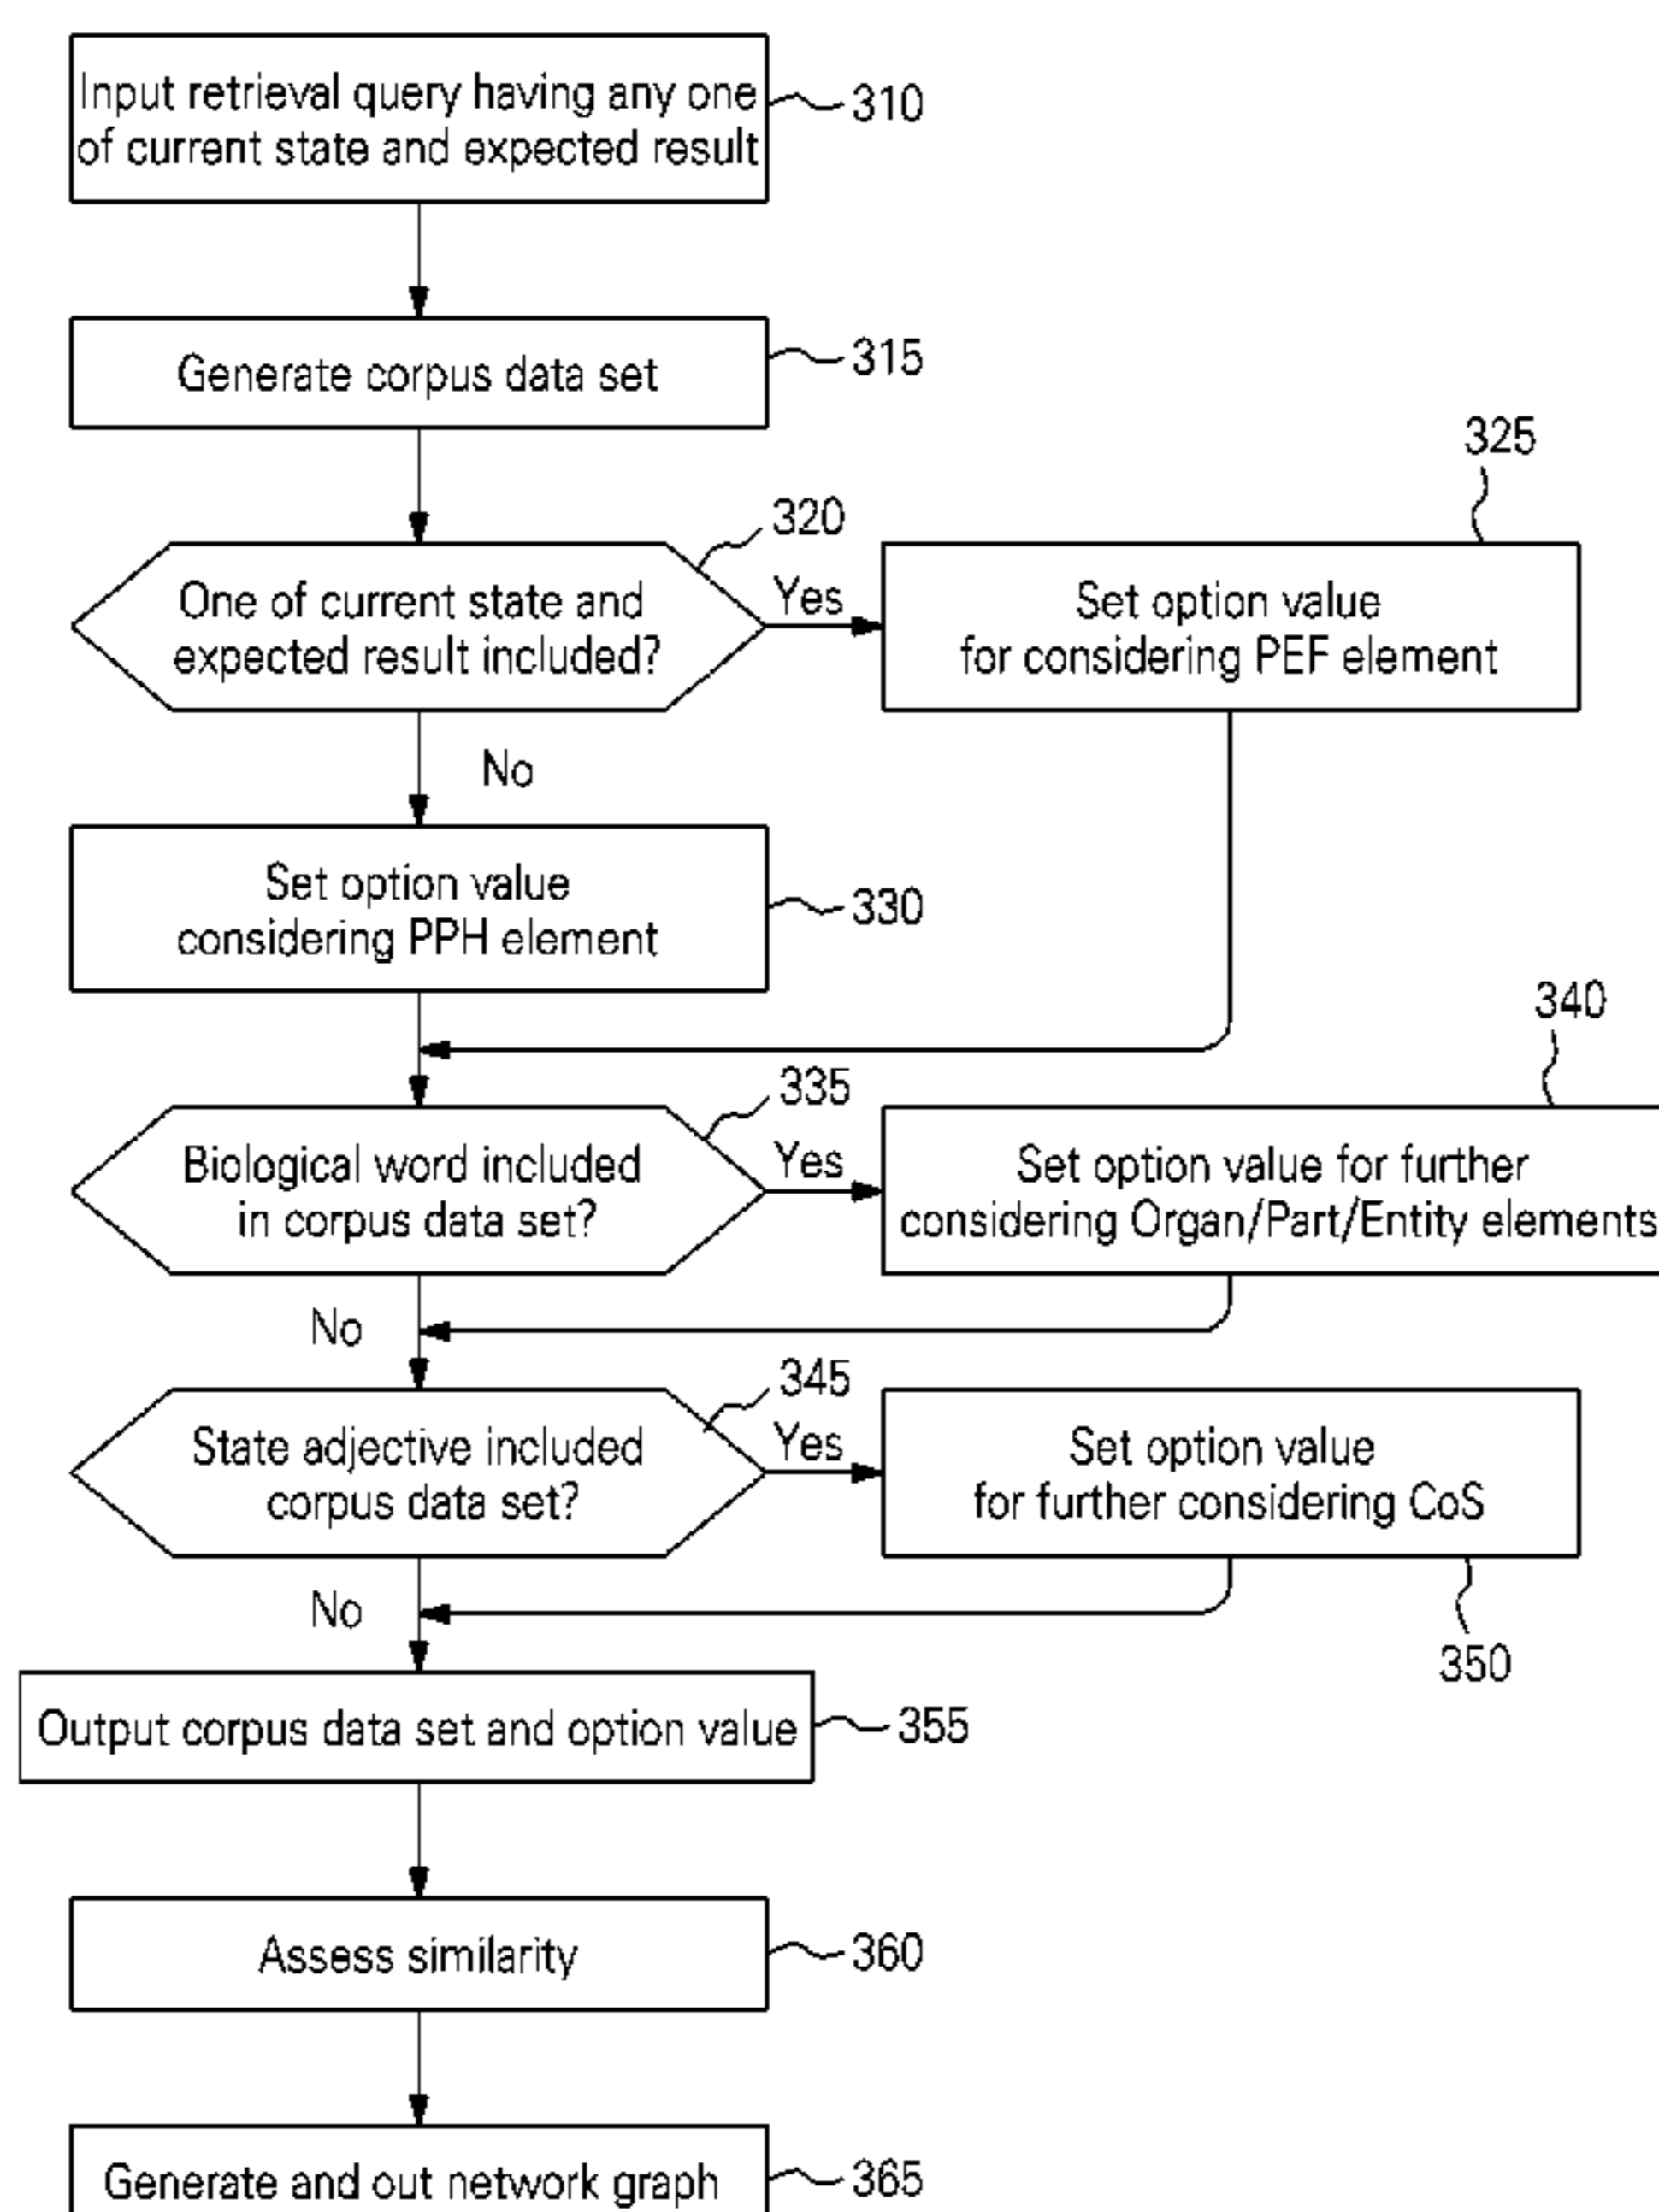 Input retrieval query having any one
of current state and expected result
310
Generate corpus data set
315
325
320
One of current state and
expected result included?
Yes
Set option value
for considering PEF element
No
Set option value
considering PPH element
330
340
335
Biological word included
in corpus data set?
Yes
Set option value for further
considering Organ/Part/Entity elements
No
345
State adjective included
corpus data set?
Yes
Set option value
for further considering CoS
No
350
Output corpus data set and option value
355
Assess similarity
360
Generate and out network graph
365